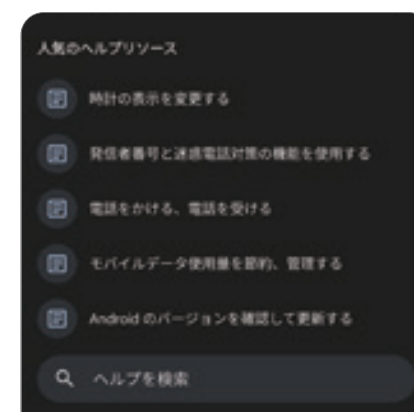 人気のヘルプリソース
時計の表示を変更する
発信者番号と迷惑電話対策の機能を使用する
電話をかける、電話を受ける
モバイルデータ使用量を節約、管理する
Android のバージョンを確認して更新する
ヘルプを検索